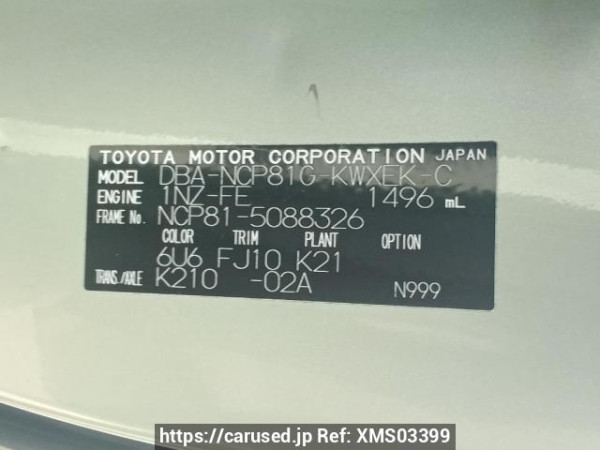 TOYOTA MOTOR CORPORATION JAPAN
MODEL DBA-NCP81G-KWXEK-C
ENGINE 1NZ-FE 1496 mL
FRAME No. NCP81-5088326
COLOR TRIM PLANT OPTION
6U6 FJ10 K21
TRANS./AXLE K210 -02A N999
https://carused.jp Ref: XMS03399